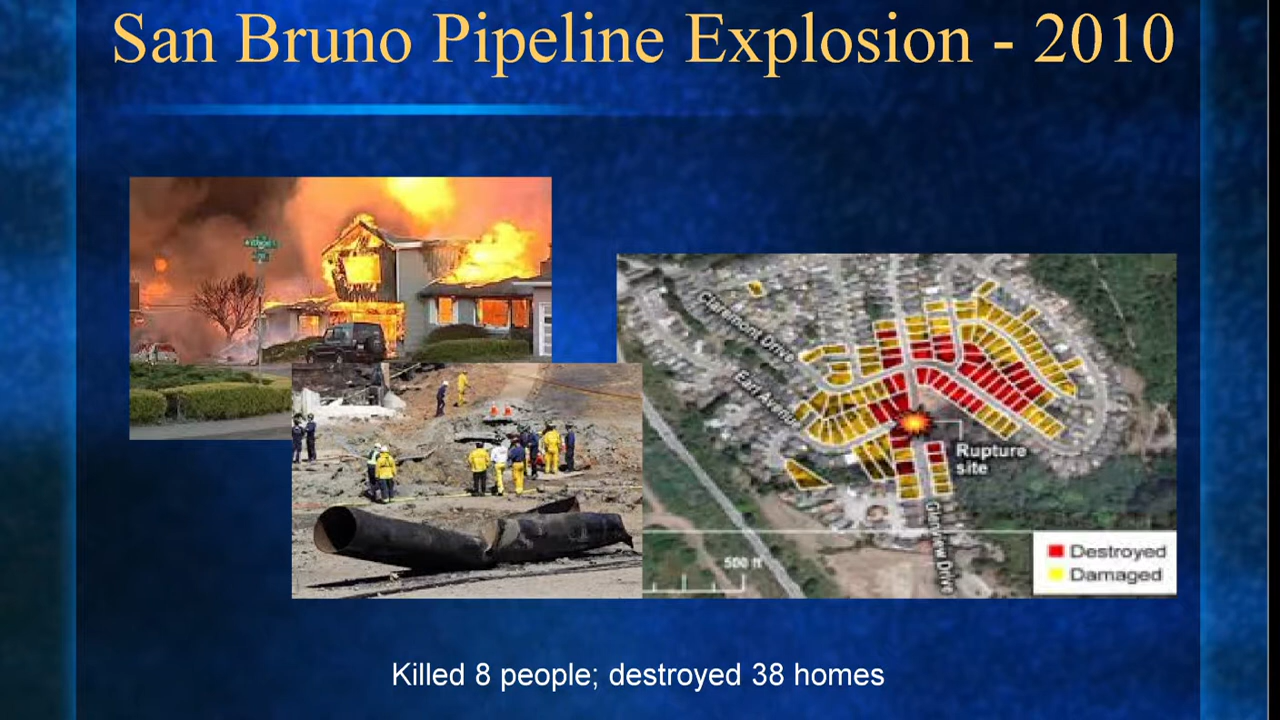 San Bruno Pipeline Explosion - 2010
Claremont Drive
Earl Avenue
Rupture
site
Glenview Drive
500 ft
Destroyed
Damaged
Killed 8 people; destroyed 38 homes